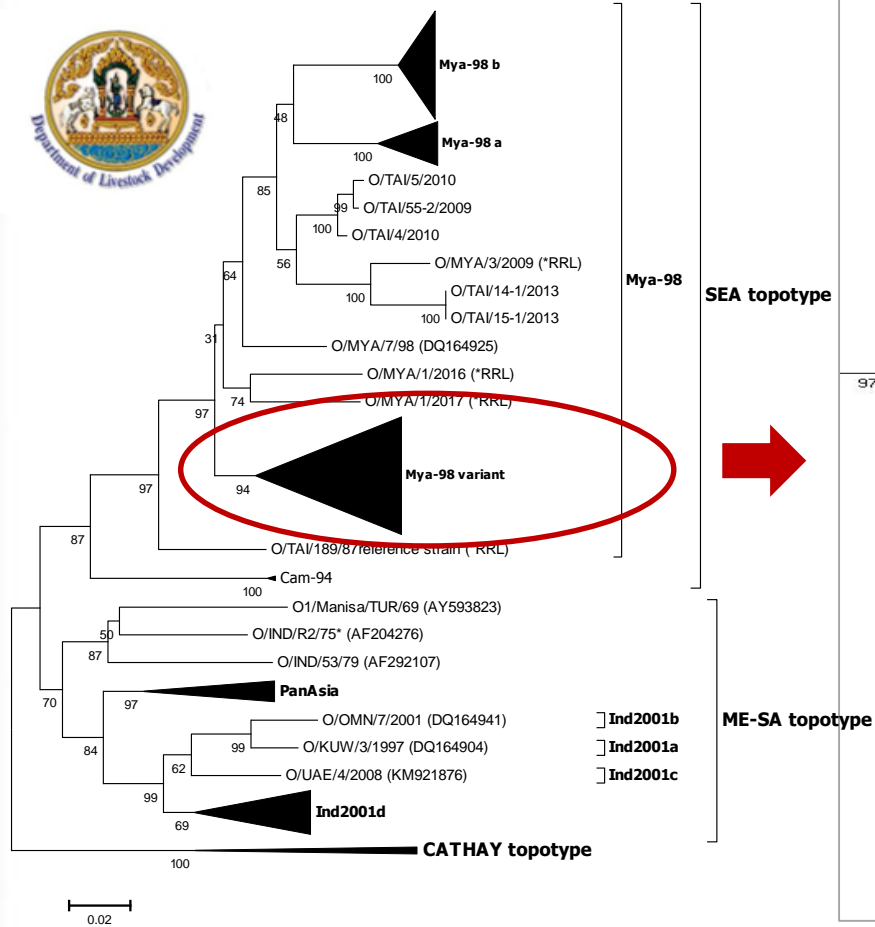 Department of Livestock Development
Mya-98 b
100
48
Mya-98 a
100
O/TAI/5/2010
85
99
O/TAI/55-2/2009
100
O/TAI/4/2010
56
O/MYA/3/2009 (*RRL)
64
Mya-98
100
O/TAI/14-1/2013
SEA topotype
100
O/TAI/15-1/2013
31
O/MYA/7/98 (DQ164925)
O/MYA/1/2016 (*RRL)
97
74
O/MYA/1/2017 (*RRL)
97
Mya-98 variant
97
94
87
O/TAI/189/87reference strain (*RRL)
Cam-94
100
O1/Manisa/TUR/69 (AY593823)
50
O/IND/R2/75* (AF204276)
87
O/IND/53/79 (AF292107)
70
97
PanAsia
O/OMN/7/2001 (DQ164941)
Ind2001b
ME-SA topotype
84
99
O/KUW/3/1997 (DQ164904)
Ind2001a
62
O/UAE/4/2008 (KM921876)
Ind2001c
99
Ind2001d
69
CATHAY topotype
100
0.02